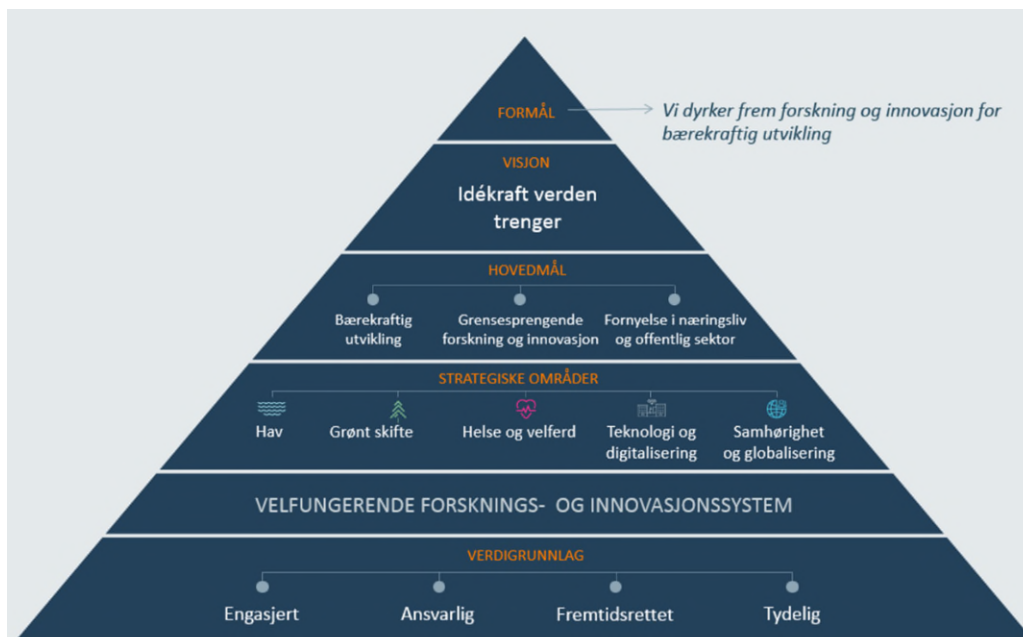 FORMÅL
Vi dyrker frem forskning og innovasjon for
bærekraftig utvikling
VISJON
Idékraft verden
trenger
HOVEDMÅL
Bærekraftig
utvikling
Grensesprengende
forskning og innovasjon
Fornyelse i næringsliv
og offentlig sektor
STRATEGISKE OMRÅDER
Hav
Grønt skifte
Helse og velferd
Teknologi og
digitalisering
Samhørighet
og globalisering
VELFUNGERENDE FORSKNINGS- OG INNOVASJONSSYSTEM
VERDIGRUNNLAG
Engasjert
Ansvarlig
Fremtidsrettet
Tydelig